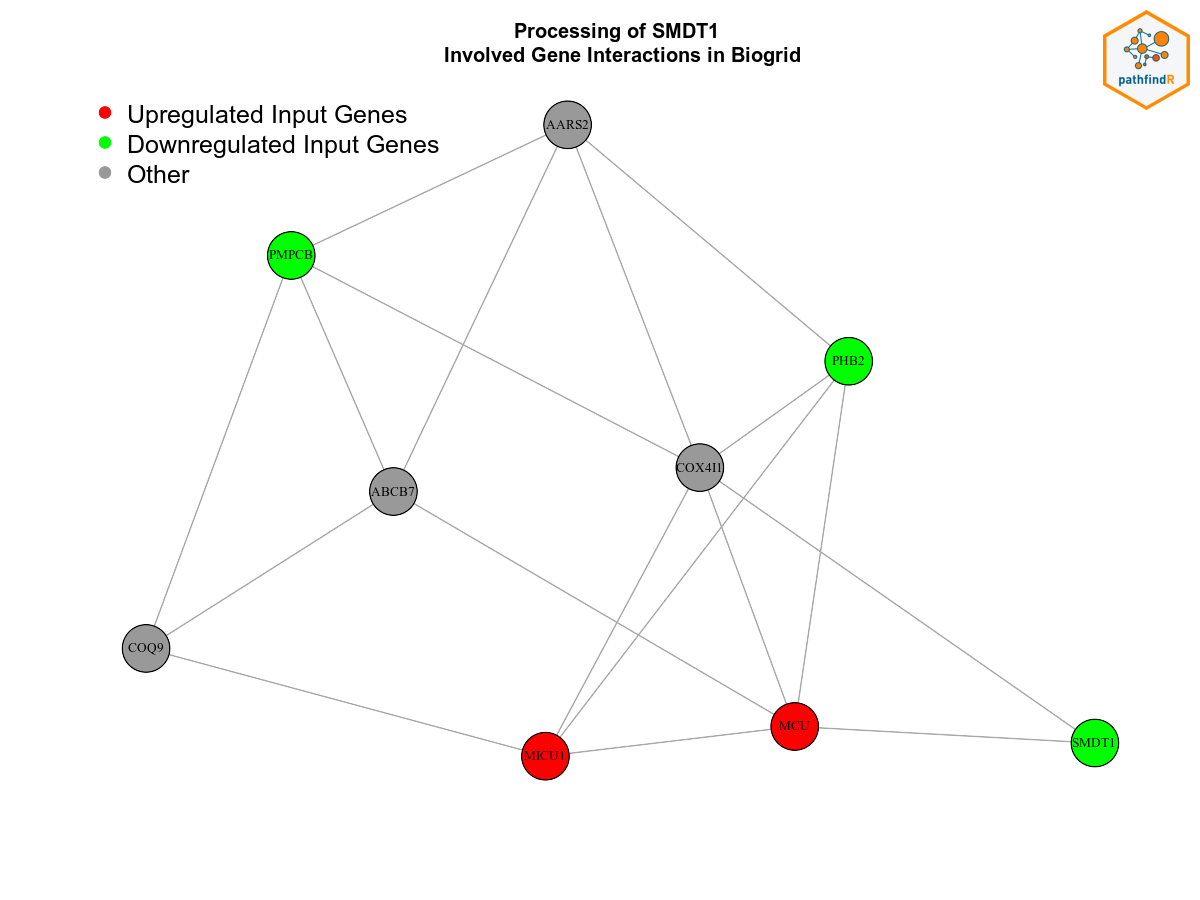 Processing of SMDT1
Involved Gene Interactions in Biogrid
pathfindR
Upregulated Input Genes
Downregulated Input Genes
Other
AARS2
PMPCB
PHB2
COX4I1
ABCB7
COQ9
MCU
SMDT1
MICU1